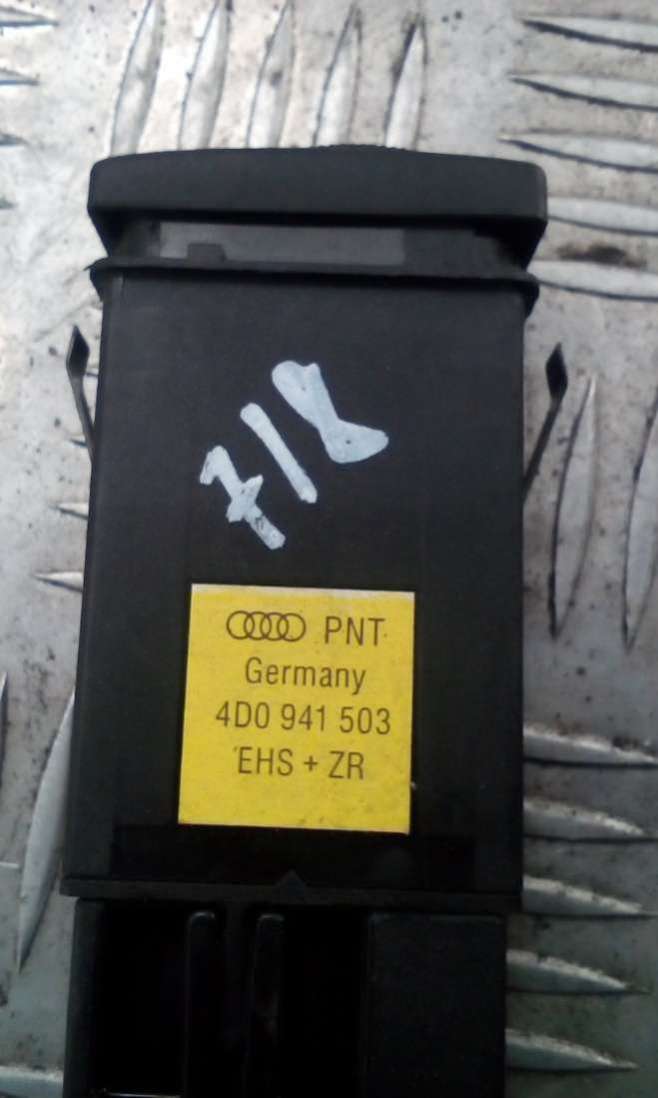 PNT
Germany
4D0 941 503
EHS + ZR